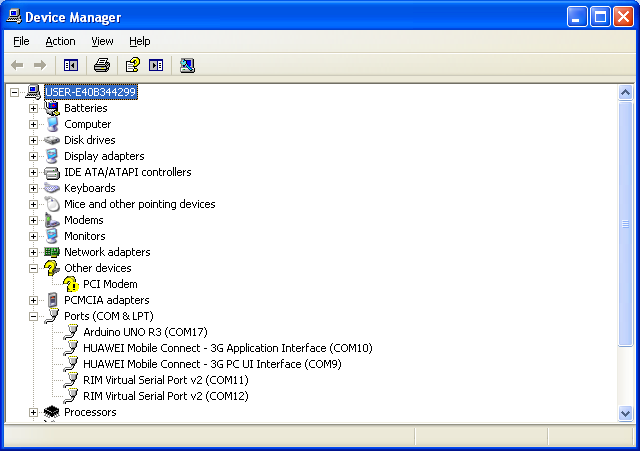 Device Manager
File Action View Help
USER-E40B344299
Batteries
Computer
Disk drives
Display adapters
IDE ATA/ATAPI controllers
Keyboards
Mice and other pointing devices
Modems
Monitors
Network adapters
Other devices
PCI Modem
PCMCIA adapters
Ports (COM & LPT)
Arduino UNO R3 (COM17)
HUAWEI Mobile Connect - 3G Application Interface (COM10)
HUAWEI Mobile Connect - 3G PC UI Interface (COM9)
RIM Virtual Serial Port v2 (COM11)
RIM Virtual Serial Port v2 (COM12)
Processors